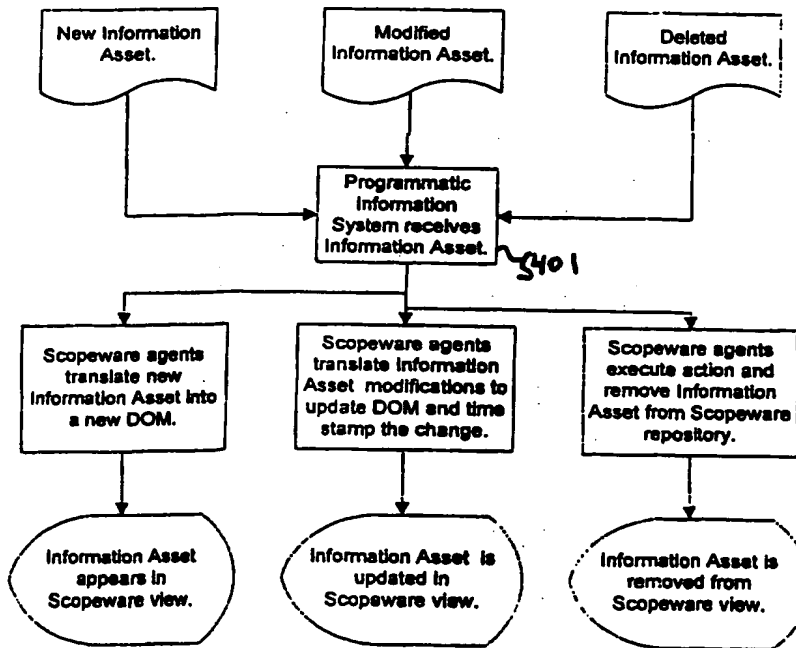 New Information
Asset.
Modified
Information Asset.
Deleted
Information Asset.
Programmatic
Information
System receives
Information Asset.
S401
Scopeware agents
translate new
Information Asset into
a new DOM.
Scopeware agents
translate Information
Asset modifications to
update DOM and time
stamp the change.
Scopeware agents
execute action and
remove Information
Asset from Scopeware
repository.
Information Asset
appears in
Scopeware view.
Information Asset is
updated in
Scopeware view.
Information Asset is
removed from
Scopeware view.